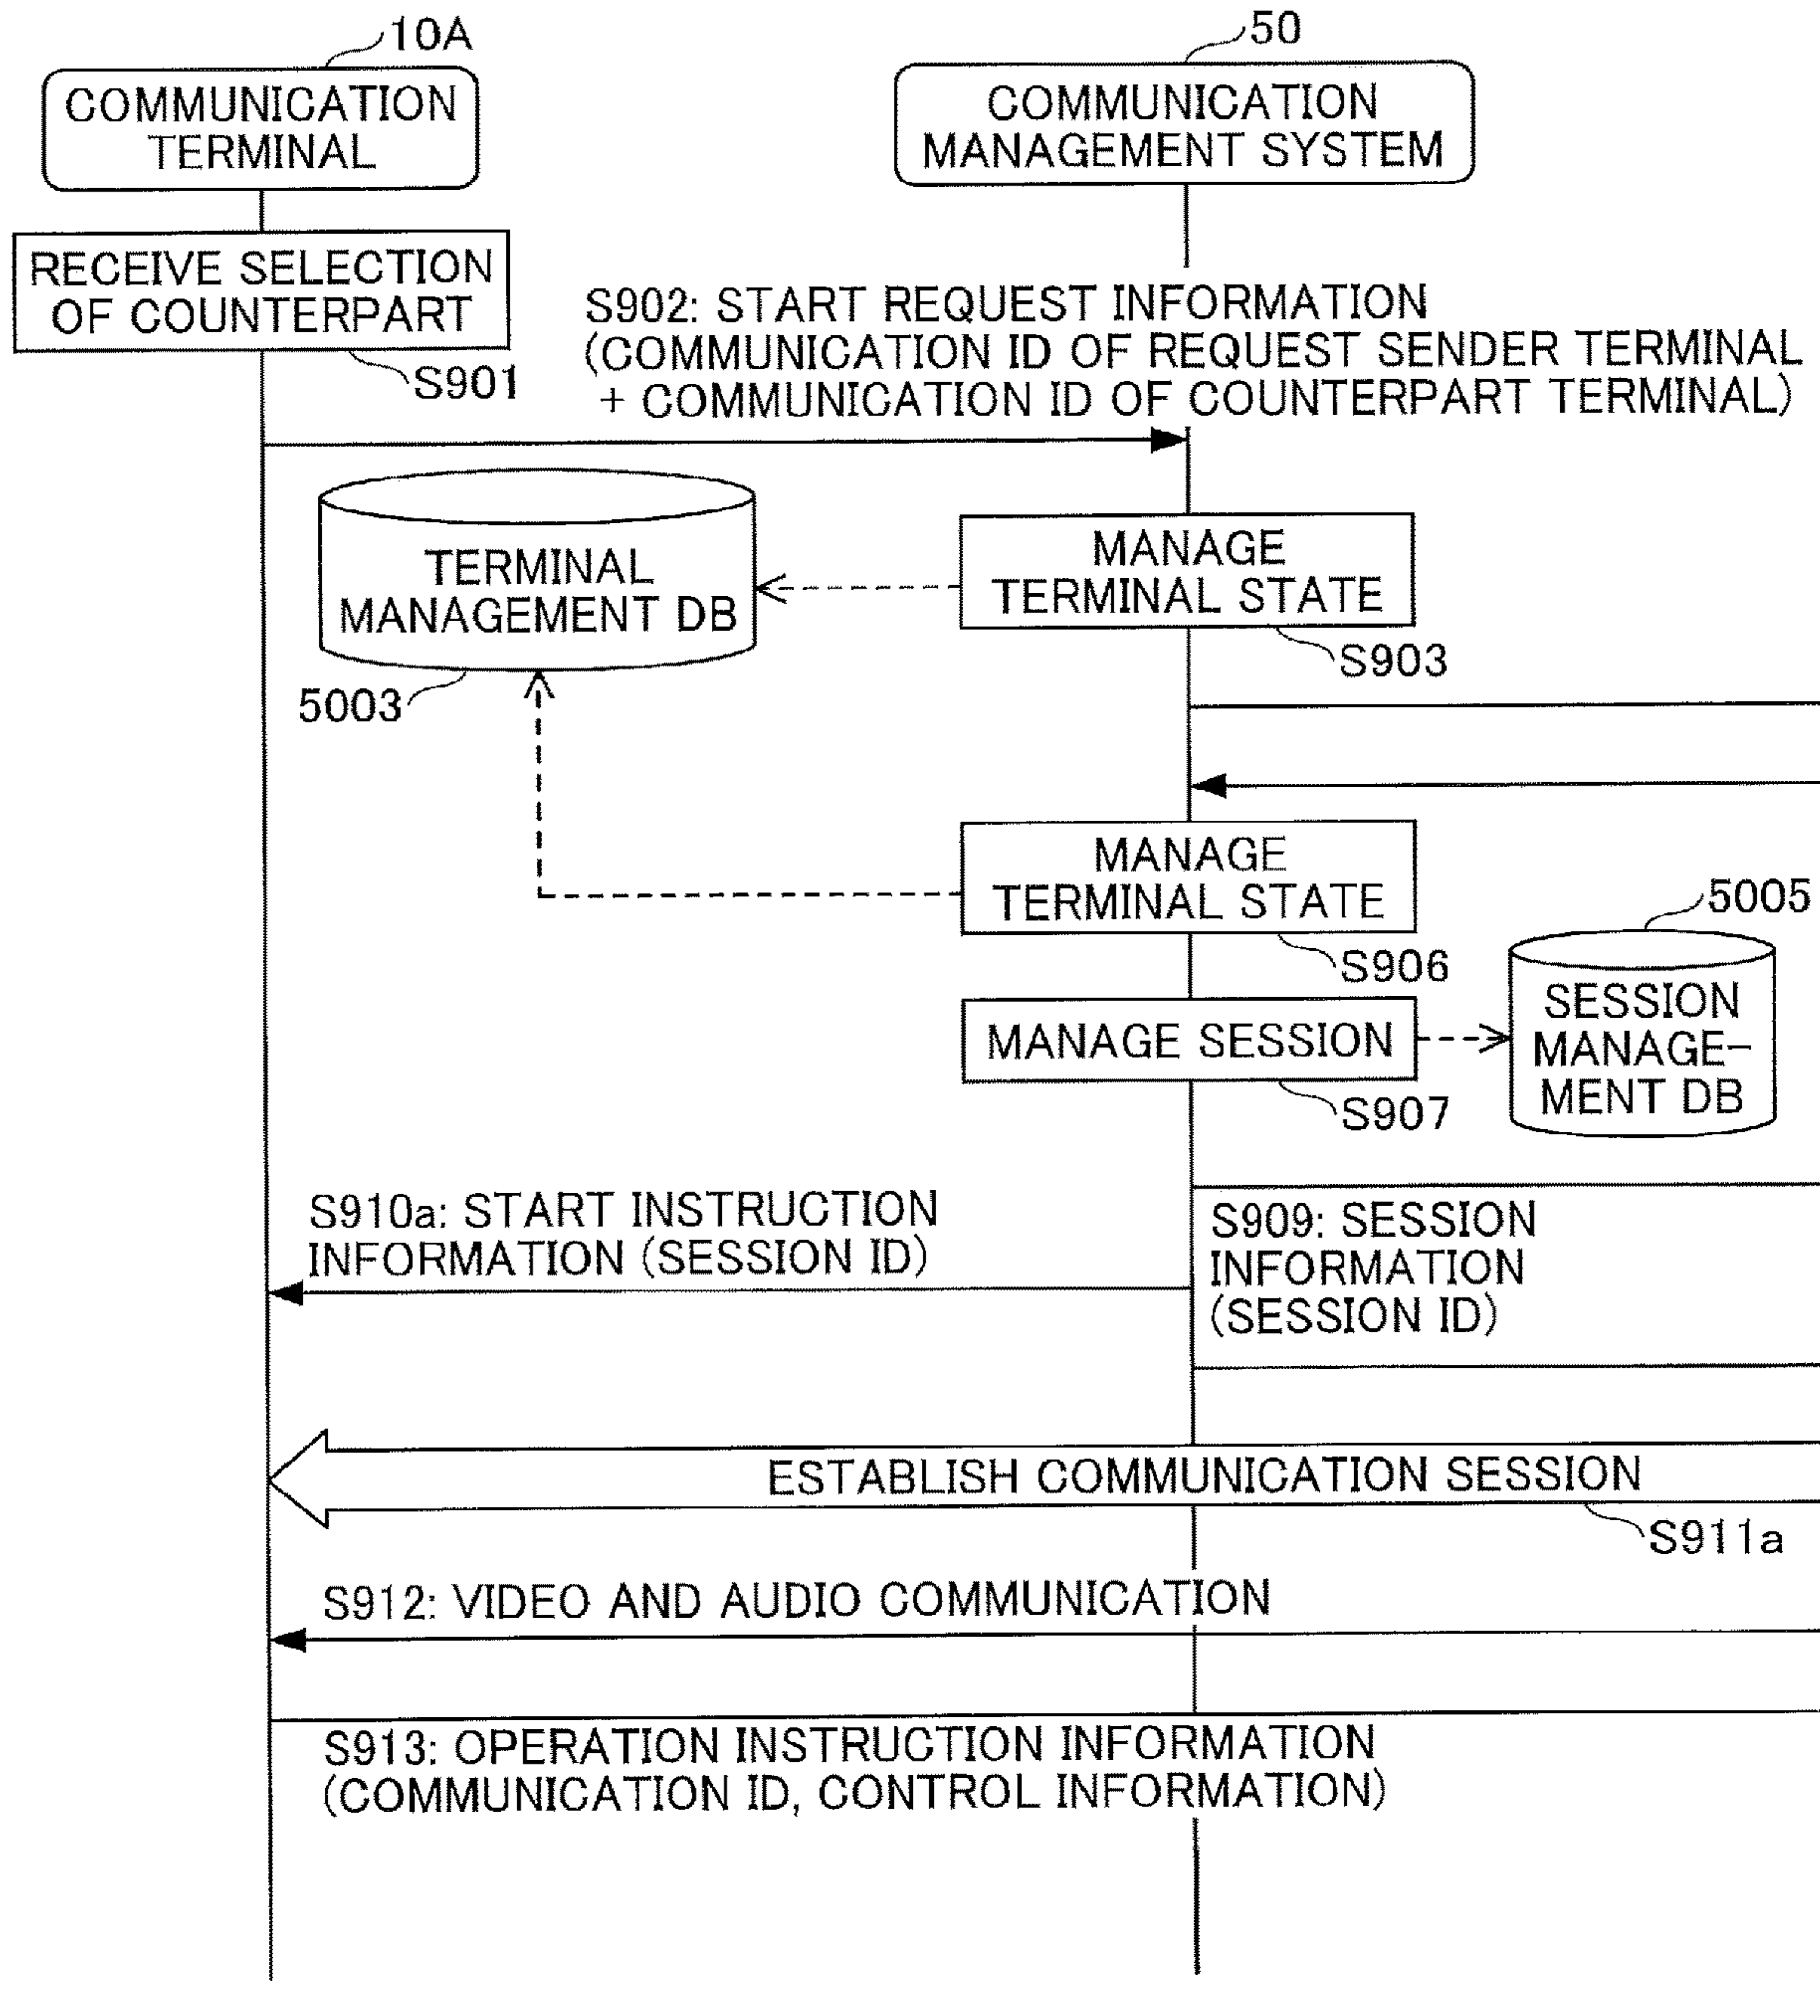 10A
COMMUNICATION
TERMINAL
50
COMMUNICATION
MANAGEMENT SYSTEM
RECEIVE SELECTION
OF COUNTERPART
S901
S902: START REQUEST INFORMATION
(COMMUNICATION ID OF REQUEST SENDER TERMINAL
+ COMMUNICATION ID OF COUNTERPART TERMINAL)
TERMINAL
MANAGEMENT DB
5003
MANAGE
TERMINAL STATE
S903
MANAGE
TERMINAL STATE
S906
MANAGE SESSION
S907
5005
SESSION
MANAGE-
MENT DB
S910a: START INSTRUCTION
INFORMATION (SESSION ID)
S909: SESSION
INFORMATION
(SESSION ID)
ESTABLISH COMMUNICATION SESSION
S911a
S912: VIDEO AND AUDIO COMMUNICATION
S913: OPERATION INSTRUCTION INFORMATION
(COMMUNICATION ID, CONTROL INFORMATION)